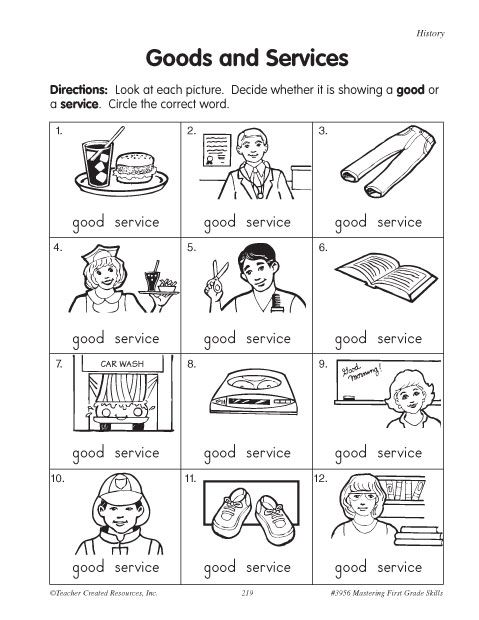 History
Goods and Services
Directions: Look at each picture. Decide whether it is showing a good or
a service. Circle the correct word.
1.
good service
2.
good service
3.
good service
4.
good service
5.
good service
6.
good service
7.
CAR WASH
good service
8.
good service
9.
Good
Morning!
good service
10.
good service
11.
good service
12.
good service
©Teacher Created Resources, Inc. 219 #3956 Mastering First Grade Skills